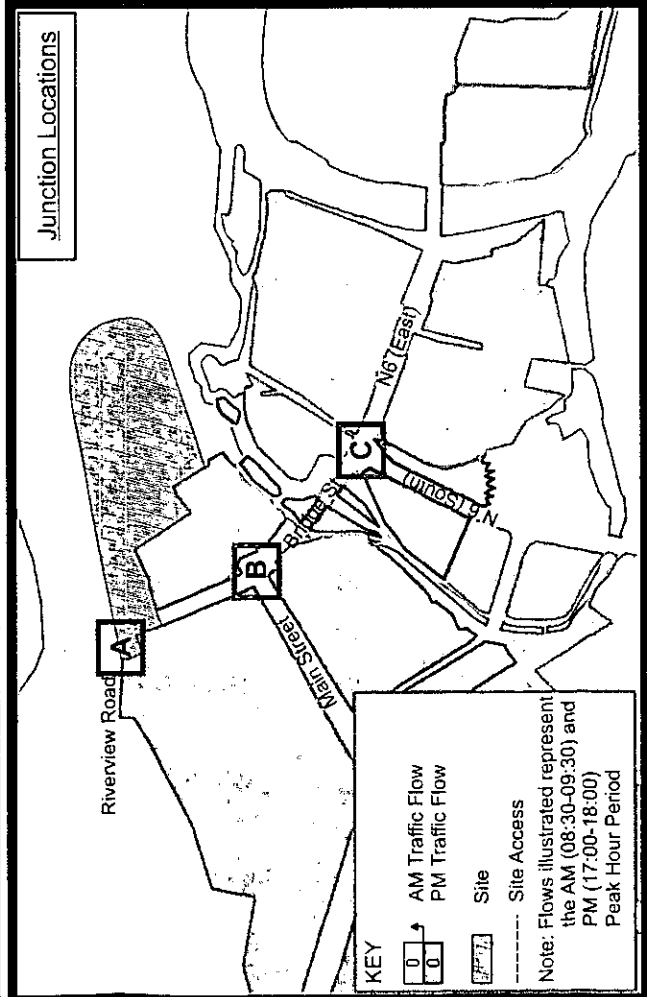 Junction Locations
Riverview Road
A
B
Bridge St
C
N6 (East)
N6 (South)
Main Street
KEY
0
0
AM Traffic Flow
PM Traffic Flow
Site
Site Access
Note: Flows illustrated represent
the AM (08:30-09:30) and
PM (17:00-18:00)
Peak Hour Period